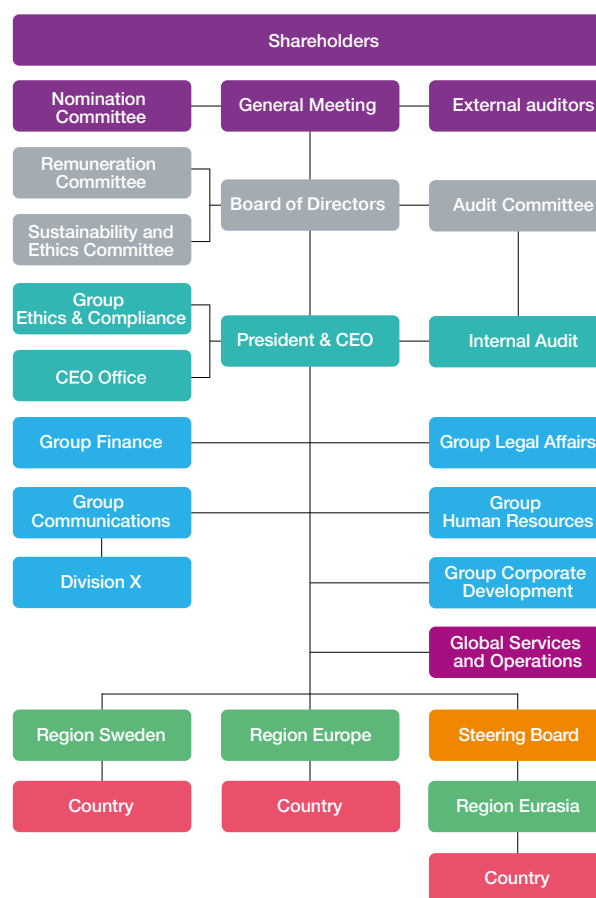 Shareholders
Nomination
Committee
General Meeting
External auditors
Remuneration
Committee
Board of Directors
Audit Committee
Sustainability and
Ethics Committee
Group
Ethics & Compliance
President & CEO
Internal Audit
CEO Office
Group Finance
Group Legal Affairs
Group
Communications
Group
Human Resources
Division X
Group Corporate
Development
Global Services
and Operations
Region Sweden
Region Europe
Steering Board
Country
Country
Region Eurasia
Country